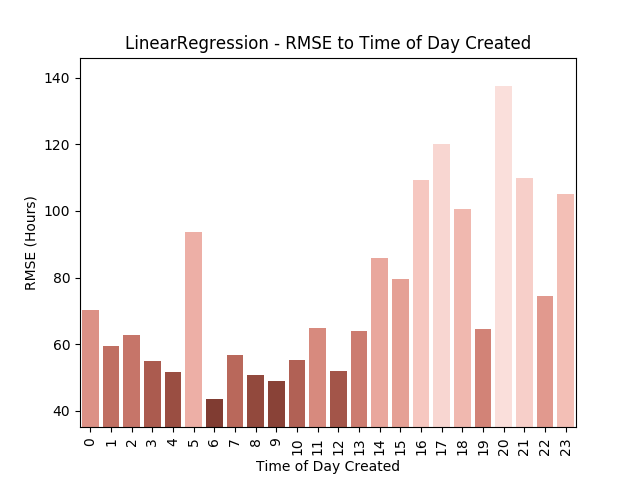 LinearRegression - RMSE to Time of Day Created
140
120
100
80
60
40
RMSE (Hours)
0 1 2 3 4 5 6 7 8 9 10 11 12 13 14 15 16 17 18 19 20 21 22 23
Time of Day Created